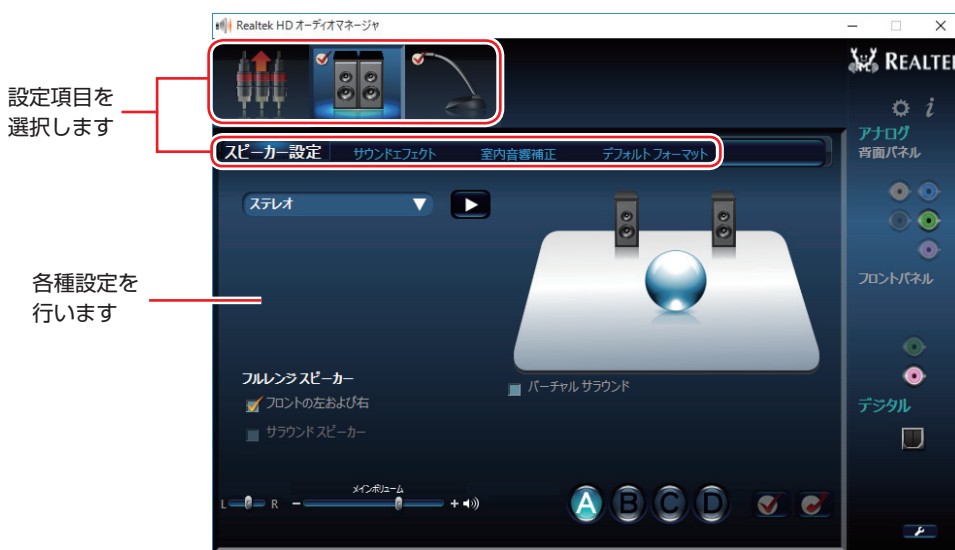 Realtek HD オーディオマネージャ
REALTE
設定項目を
選択します
i
アナログ
背面パネル
スピーカー設定 サウンドエフェクト 室内音響補正 デフォルトフォーマット
ステレオ
各種設定を
行います
フロントパネル
フルレンジ スピーカー
フロントの左および右
サラウンド スピーカー
バーチャル サラウンド
デジタル
メインボリューム
L R - +
A B C D